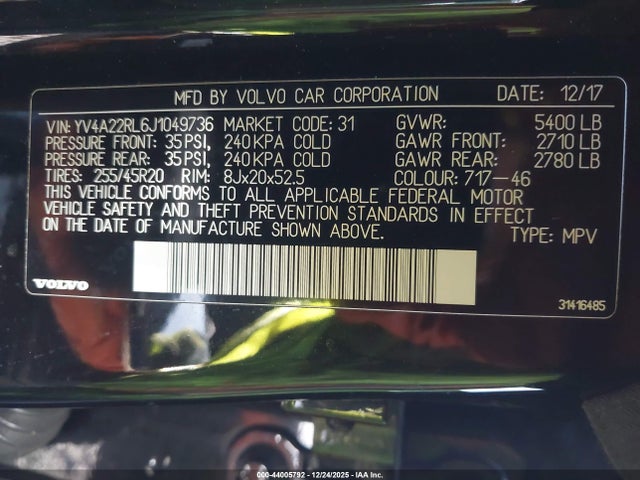 MFD BY VOLVO CAR CORPORATION DATE: 12/17
VIN: YV4A22RL6J1049736 MARKET CODE: 31 GVWR: 5400 LB
PRESSURE FRONT: 35 PSI, 240 KPA COLD GAWR FRONT: 2710 LB
PRESSURE REAR: 35 PSI, 240 KPA COLD GAWR REAR: 2780 LB
TIRES: 255/45R20 RIM: 8Jx20x52.5 COLOUR: 717-46
THIS VEHICLE CONFORMS TO ALL APPLICABLE FEDERAL MOTOR
VEHICLE SAFETY AND THEFT PREVENTION STANDARDS IN EFFECT
ON THE DATE OF MANUFACTURE SHOWN ABOVE. TYPE: MPV
VOLVO 31416485
000-44005792 - 12/24/2025 - IAA Inc.